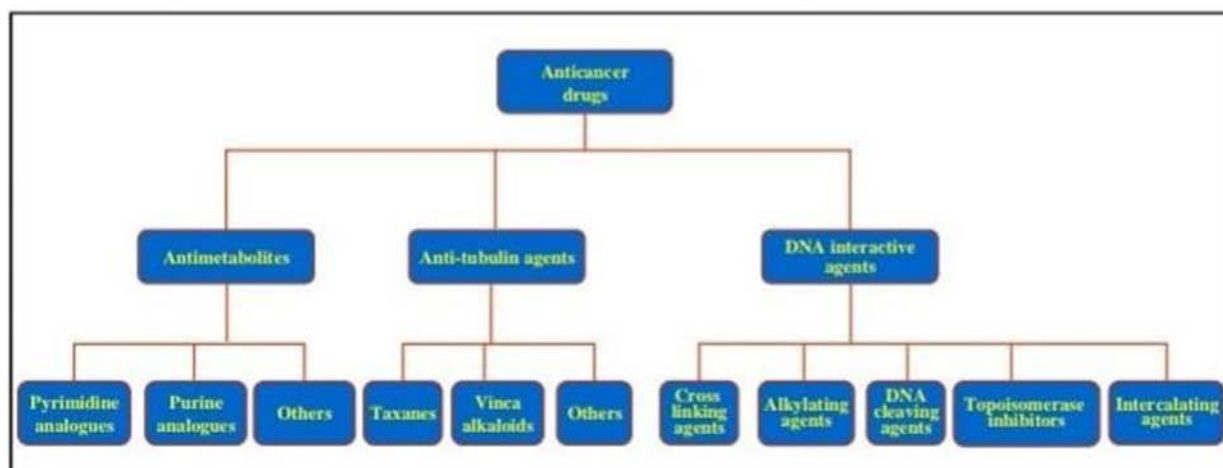 Anticancer
drugs
Antimetabolites
Anti-tubulin agents
DNA interactive
agents
Pyrimidine
analogues
Purine
analogues
Others
Taxanes
Vinca
alkaloids
Others
Cross
linking
agents
Alkylating
agents
DNA
cleaving
agents
Topoisomerase
inhibitors
Intercalating
agents